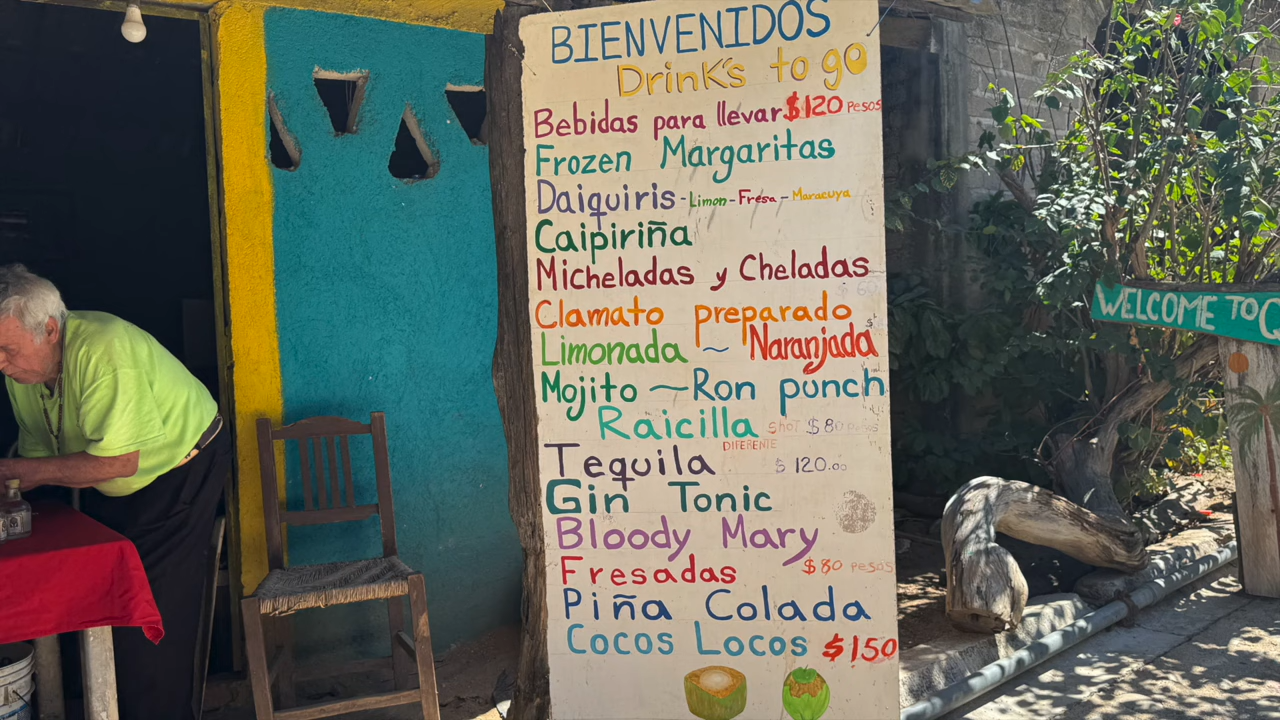 BIENVENIDOS
Drink's to go
Bebidas para llevar $120 Pesos
Frozen Margaritas
Daiquiris - Limon - Fresa - Maracuya
Caipiriña
Micheladas y Cheladas
Clamato preparado
Limonada ~ Naranjada
Mojito ~ Ron punch
Raicilla shot $80 pesos
DIFERENTE
Tequila $120.00
Gin Tonic
Bloody Mary
Fresadas $80 pesos
Piña Colada
Cocos Locos $150
WELCOME TO